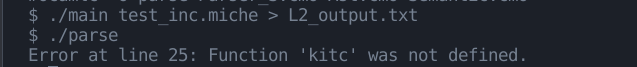 $ ./main test_inc.miche > L2_output.txt
$ ./parse
Error at line 25: Function 'kitc' was not defined.